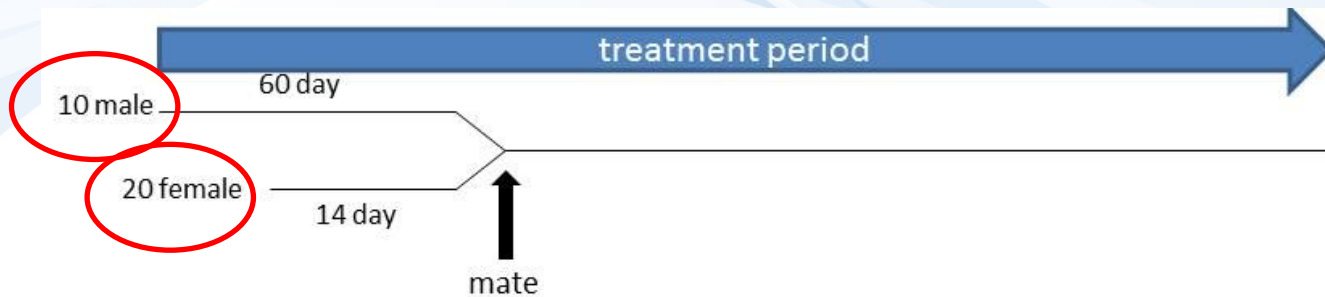 treatment period
60 day
10 male
20 female
14 day
mate